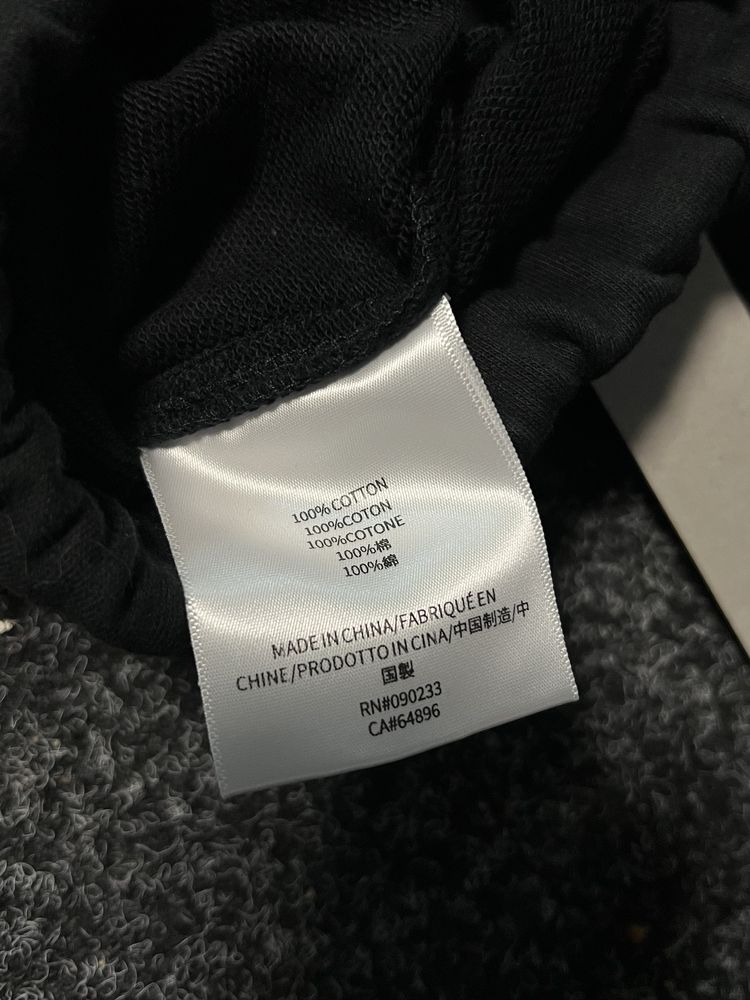 100% COTTON
100%COTON
100%COTONE
100%棉
100%綿
MADE IN CHINA/FABRIQUÉ EN
CHINE/PRODOTTO IN CINA/中国制造/中
国製
RN#090233
CA#64896